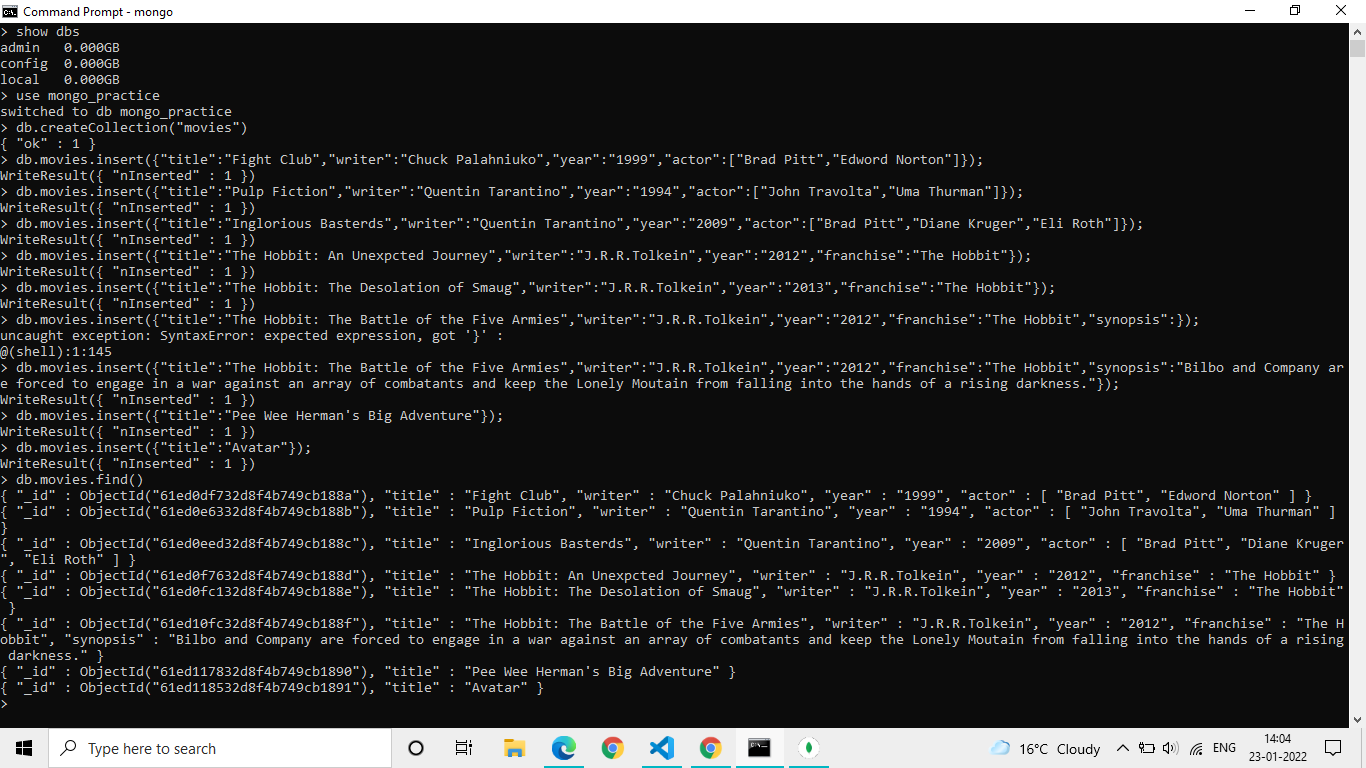 Command Prompt - mongo
> show dbs
admin   0.000GB
config  0.000GB
local   0.000GB
> use mongo_practice
switched to db mongo_practice
> db.createCollection("movies")
{ "ok" : 1 }
> db.movies.insert({"title":"Fight Club","writer":"Chuck Palahniuko","year":"1999","actor":["Brad Pitt","Edword Norton"]});
WriteResult({ "nInserted" : 1 })
> db.movies.insert({"title":"Pulp Fiction","writer":"Quentin Tarantino","year":"1994","actor":["John Travolta","Uma Thurman"]});
WriteResult({ "nInserted" : 1 })
> db.movies.insert({"title":"Inglorious Basterds","writer":"Quentin Tarantino","year":"2009","actor":["Brad Pitt","Diane Kruger","Eli Roth"]});
WriteResult({ "nInserted" : 1 })
> db.movies.insert({"title":"The Hobbit: An Unexpcted Journey","writer":"J.R.R.Tolkein","year":"2012","franchise":"The Hobbit"});
WriteResult({ "nInserted" : 1 })
> db.movies.insert({"title":"The Hobbit: The Desolation of Smaug","writer":"J.R.R.Tolkein","year":"2013","franchise":"The Hobbit"});
WriteResult({ "nInserted" : 1 })
> db.movies.insert({"title":"The Hobbit: The Battle of the Five Armies","writer":"J.R.R.Tolkein","year":"2012","franchise":"The Hobbit","synopsis":});
uncaught exception: SyntaxError: expected expression, got '}' :
@(shell):1:145
> db.movies.insert({"title":"The Hobbit: The Battle of the Five Armies","writer":"J.R.R.Tolkein","year":"2012","franchise":"The Hobbit","synopsis":"Bilbo and Company ar
e forced to engage in a war against an array of combatants and keep the Lonely Moutain from falling into the hands of a rising darkness."});
WriteResult({ "nInserted" : 1 })
> db.movies.insert({"title":"Pee Wee Herman's Big Adventure"});
WriteResult({ "nInserted" : 1 })
> db.movies.insert({"title":"Avatar"});
WriteResult({ "nInserted" : 1 })
> db.movies.find()
{ "_id" : ObjectId("61ed0df732d8f4b749cb188a"), "title" : "Fight Club", "writer" : "Chuck Palahniuko", "year" : "1999", "actor" : [ "Brad Pitt", "Edword Norton" ] }
{ "_id" : ObjectId("61ed0e6332d8f4b749cb188b"), "title" : "Pulp Fiction", "writer" : "Quentin Tarantino", "year" : "1994", "actor" : [ "John Travolta", "Uma Thurman" ]
}
{ "_id" : ObjectId("61ed0eed32d8f4b749cb188c"), "title" : "Inglorious Basterds", "writer" : "Quentin Tarantino", "year" : "2009", "actor" : [ "Brad Pitt", "Diane Kruger
", "Eli Roth" ] }
{ "_id" : ObjectId("61ed0f7632d8f4b749cb188d"), "title" : "The Hobbit: An Unexpcted Journey", "writer" : "J.R.R.Tolkein", "year" : "2012", "franchise" : "The Hobbit" }
{ "_id" : ObjectId("61ed0fc132d8f4b749cb188e"), "title" : "The Hobbit: The Desolation of Smaug", "writer" : "J.R.R.Tolkein", "year" : "2013", "franchise" : "The Hobbit"
 }
{ "_id" : ObjectId("61ed10fc32d8f4b749cb188f"), "title" : "The Hobbit: The Battle of the Five Armies", "writer" : "J.R.R.Tolkein", "year" : "2012", "franchise" : "The H
obbit", "synopsis" : "Bilbo and Company are forced to engage in a war against an array of combatants and keep the Lonely Moutain from falling into the hands of a rising
 darkness." }
{ "_id" : ObjectId("61ed117832d8f4b749cb1890"), "title" : "Pee Wee Herman's Big Adventure" }
{ "_id" : ObjectId("61ed118532d8f4b749cb1891"), "title" : "Avatar" }
>
Type here to search
16°C Cloudy
ENG
14:04
23-01-2022